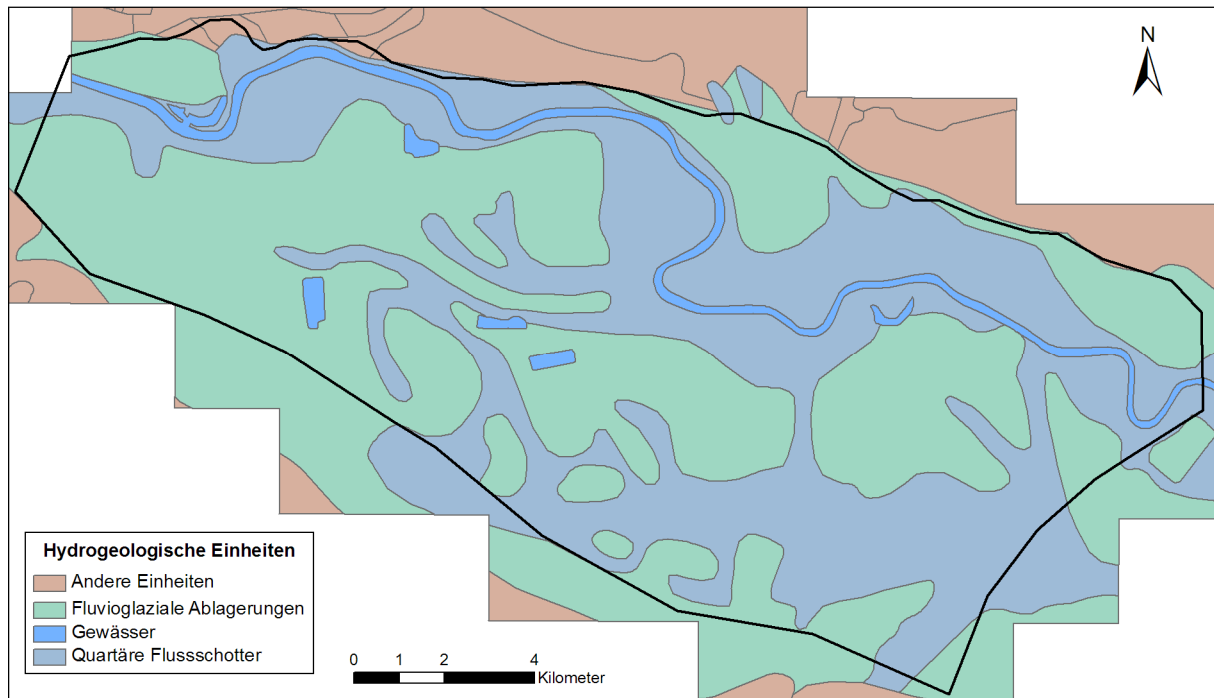 N
Hydrogeologische Einheiten
Andere Einheiten
Fluvioglaziale Ablagerungen
Gewässer
Quartäre Flussschotter
0 1 2 4
Kilometer